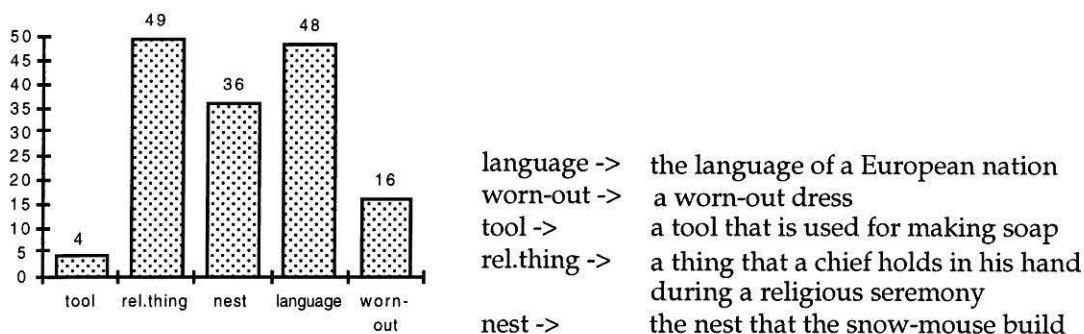 49
48
50
45
40
36
35
30
25
20
16
15
10
4
5
0
tool rel.thing nest language worn-
out
language -> the language of a European nation
worn-out -> a worn-out dress
tool -> a tool that is used for making soap
rel.thing -> a thing that a chief holds in his hand
during a religious seremony
nest -> the nest that the snow-mouse build